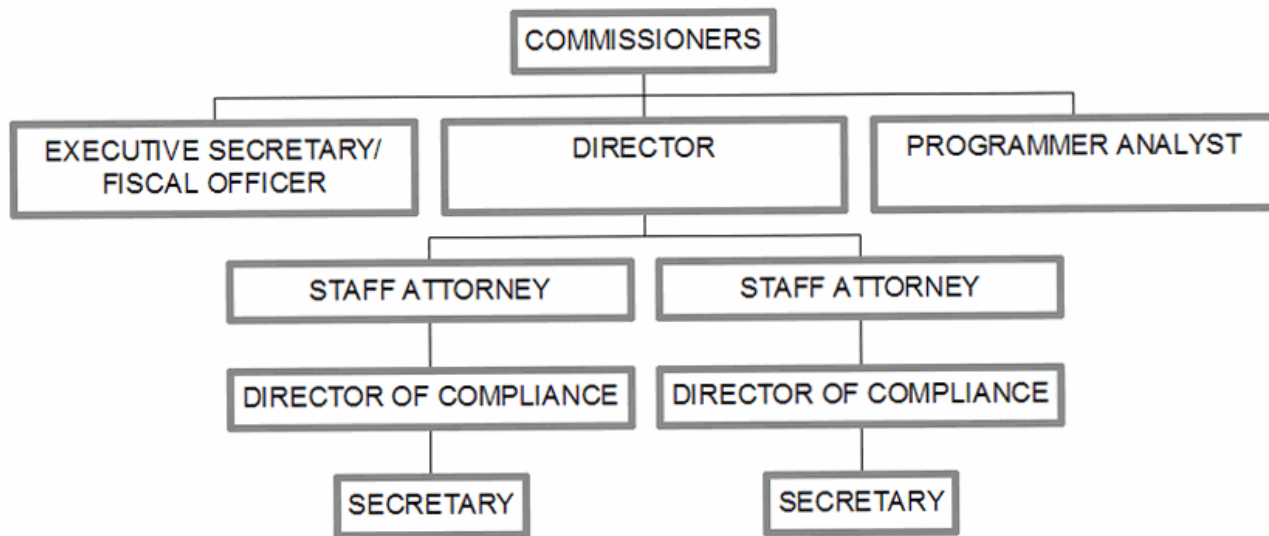 COMMISSIONERS
EXECUTIVE SECRETARY/
FISCAL OFFICER
DIRECTOR
PROGRAMMER ANALYST
STAFF ATTORNEY
STAFF ATTORNEY
DIRECTOR OF COMPLIANCE
DIRECTOR OF COMPLIANCE
SECRETARY
SECRETARY